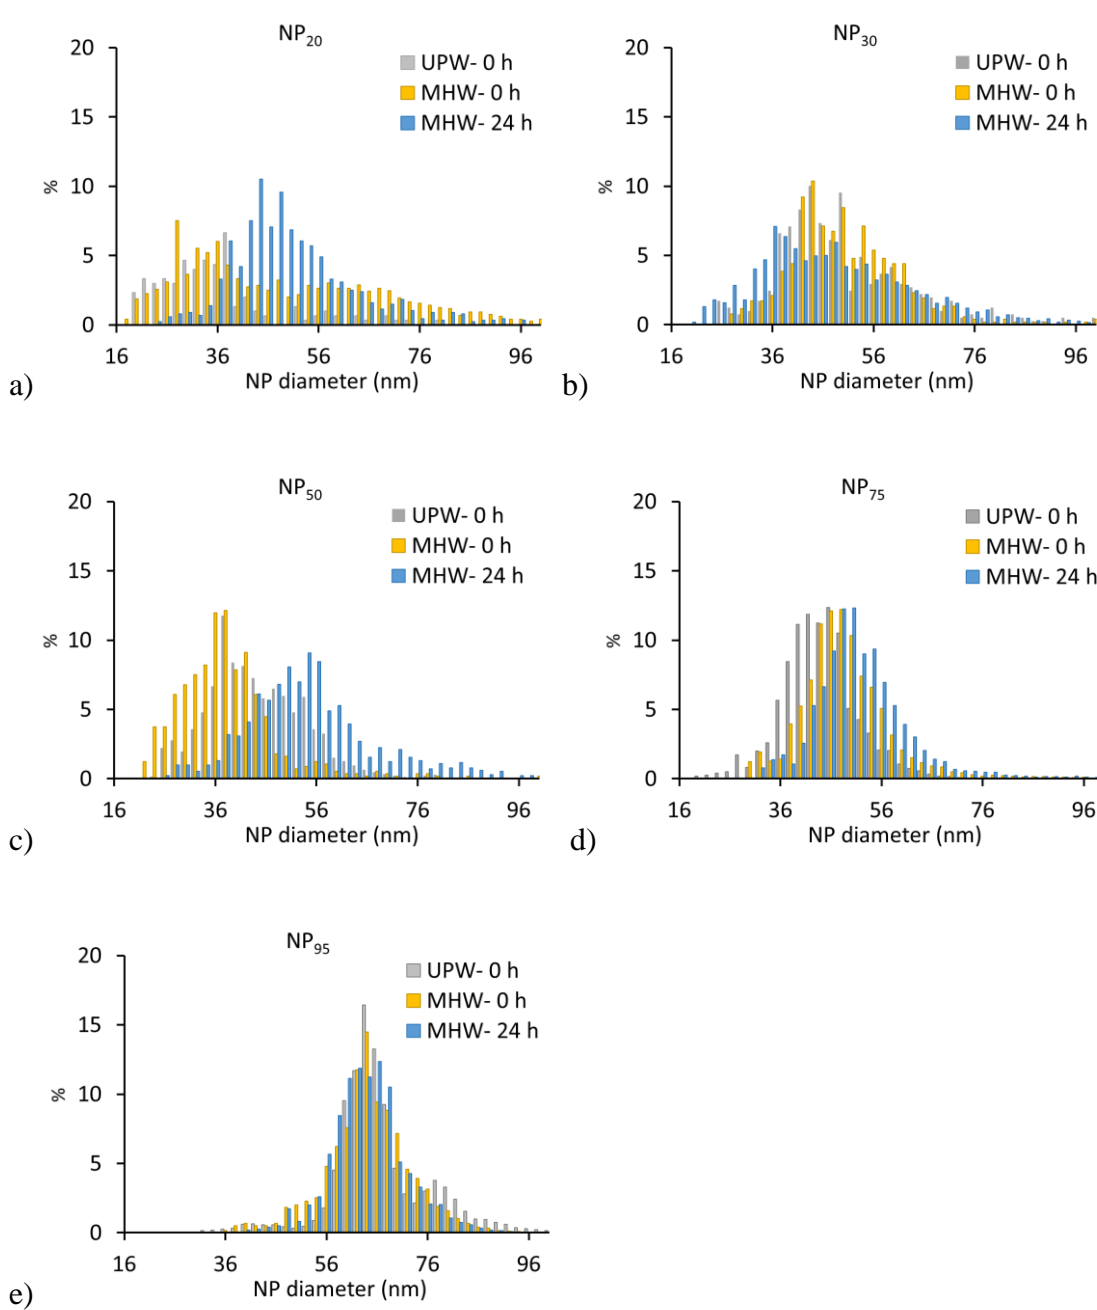 NP20
20
15
10
5
0
%
UPW- 0 h
MHW- 0 h
MHW- 24 h
16 36 56 76 96
NP diameter (nm)
a)
NP30
20
15
10
5
0
%
UPW- 0 h
MHW- 0 h
MHW- 24 h
16 36 56 76 96
NP diameter (nm)
b)
NP50
20
15
10
5
0
%
UPW- 0 h
MHW- 0 h
MHW- 24 h
16 36 56 76 96
NP diameter (nm)
c)
NP75
20
15
10
5
0
%
UPW- 0 h
MHW- 0 h
MHW- 24 h
16 36 56 76 96
NP diameter (nm)
d)
NP95
20
15
10
5
0
%
UPW- 0 h
MHW- 0 h
MHW- 24 h
16 36 56 76 96
NP diameter (nm)
e)